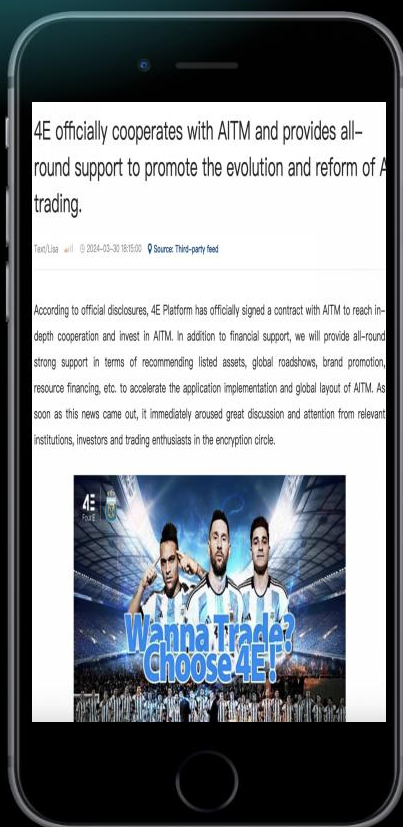 4E officially cooperates with AITM and provides all-
round support to promote the evolution and reform of A
trading.
Text/Lisa 2024-03-30 18:15:00 Source: Third-party feed
According to official disclosures, 4E Platform has officially signed a contract with AITM to reach in-
depth cooperation and invest in AITM. In addition to financial support, we will provide all-round
strong support in terms of recommending listed assets, global roadshows, brand promotion,
resource financing, etc. to accelerate the application implementation and global layout of AITM. As
soon as this news came out, it immediately aroused great discussion and attention from relevant
institutions, investors and trading enthusiasts in the encryption circle.
4E
FourE
Wanna Trade?
Choose 4E!